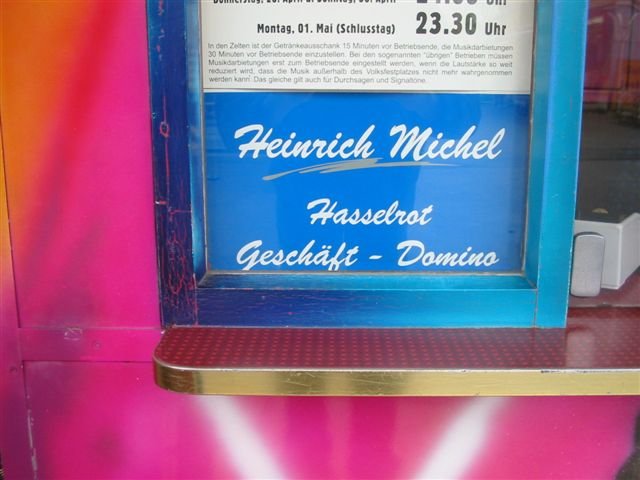 Montag, 01. Mai (Schlusstag) 23.30 Uhr
In den Zelten ist der Getränkeausschank 15 Minuten vor Betriebsende, die Musikdarbietungen
30 Minuten vor Betriebsende einzustellen. Bei den sogenannten "übrigen" Betrieben müssen
Musikdarbietungen erst zum Betriebsende eingestellt werden, wenn die Lautstärke so weit
reduziert wird, dass die Musik außerhalb des Volksfestplatzes nicht mehr wahrgenommen
werden kann. Das gleiche gilt auch für Durchsagen und Signaltöne.
Heinrich Michel
Hasselrot
Geschäft - Domino